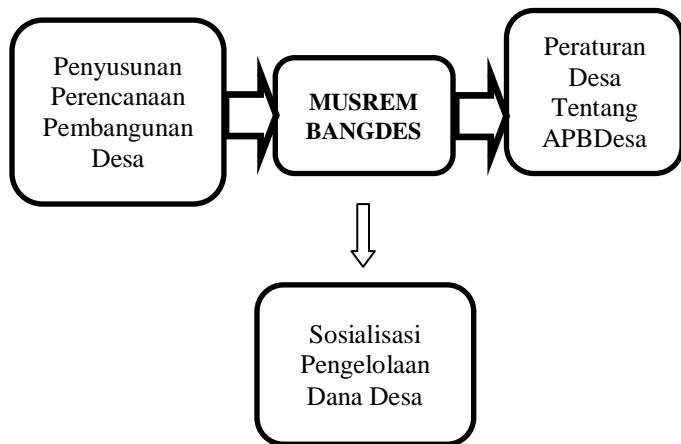 Penyusunan
Perencanaan
Pembangunan
Desa
MUSREM
BANGDES
Peraturan
Desa
Tentang
APBDesa
Sosialisasi
Pengelolaan
Dana Desa